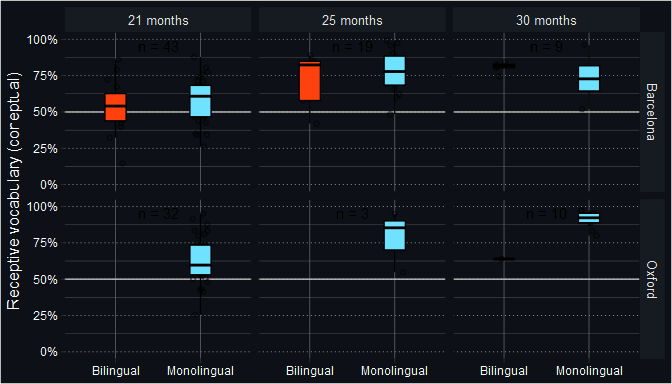 21 months 25 months 30 months
Receptive vocabulary (coreptual)
100% n = 43 n = 19 n = 9
75%
50%
25%
0%
Barcelona
100% n = 32 n = 3 n = 10
75%
50%
25%
0%
Oxford
Bilingual Monolingual Bilingual Monolingual Bilingual Monolingual